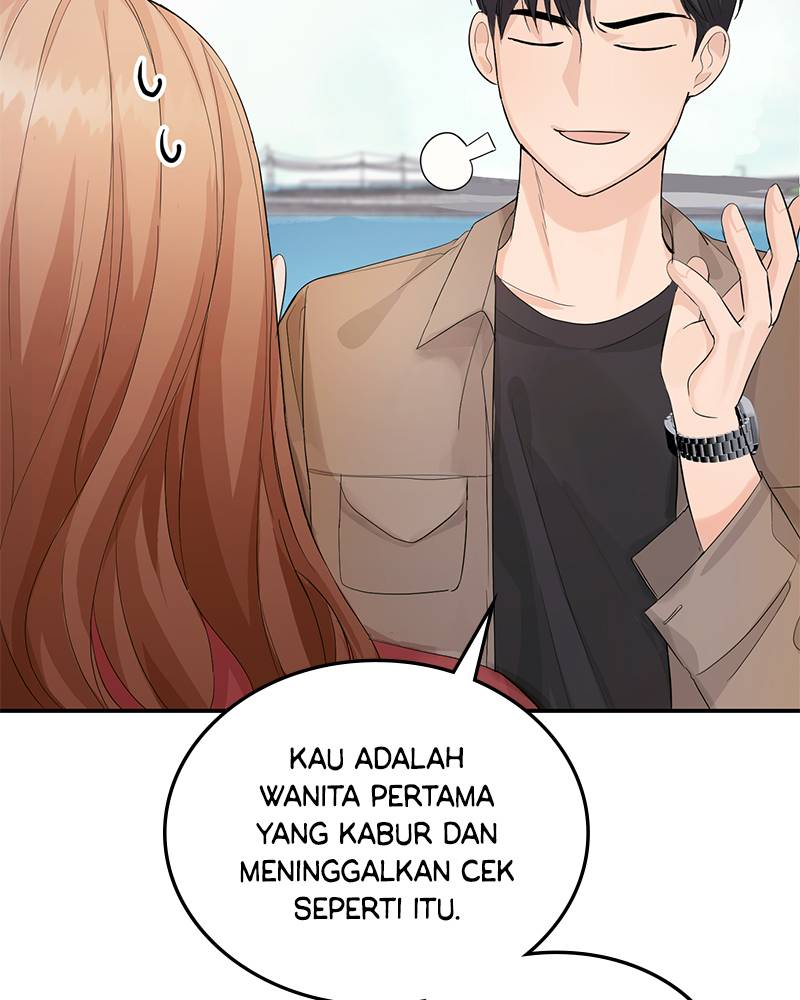 KAU ADALAH
WANITA PERTAMA
YANG KABUR DAN
MENINGGALKAN CEK
SEPERTI ITU.